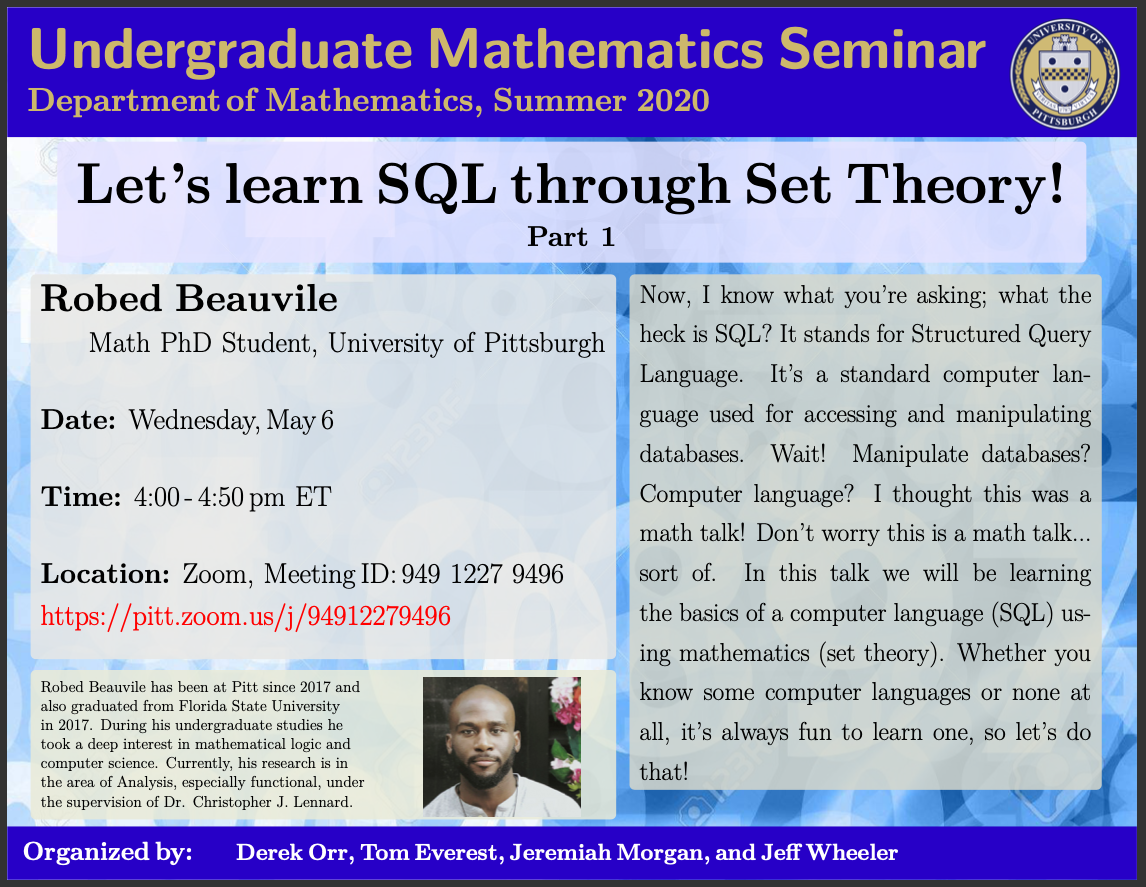 Undergraduate Mathematics Seminar
Department of Mathematics, Summer 2020
UNIVERSITY OF
PITTSBURGH
Let's learn SQL through Set Theory!
Part 1
Robed Beauvile
Math PhD Student, University of Pittsburgh
Date: Wednesday, May 6
Time: 4:00 - 4:50 pm ET
Location: Zoom, Meeting ID: 949 1227 9496
https://pitt.zoom.us/j/94912279496
Robed Beauvile has been at Pitt since 2017 and
also graduated from Florida State University
in 2017. During his undergraduate studies he
took a deep interest in mathematical logic and
computer science. Currently, his research is in
the area of Analysis, especially functional, under
the supervision of Dr. Christopher J. Lennard.
Now, I know what you're asking; what the
heck is SQL? It stands for Structured Query
Language. It's a standard computer lan-
guage used for accessing and manipulating
databases. Wait! Manipulate databases?
Computer language? I thought this was a
math talk! Don't worry this is a math talk...
sort of. In this talk we will be learning
the basics of a computer language (SQL) us-
ing mathematics (set theory). Whether you
know some computer languages or none at
all, it's always fun to learn one, so let's do
that!
Organized by: Derek Orr, Tom Everest, Jeremiah Morgan, and Jeff Wheeler